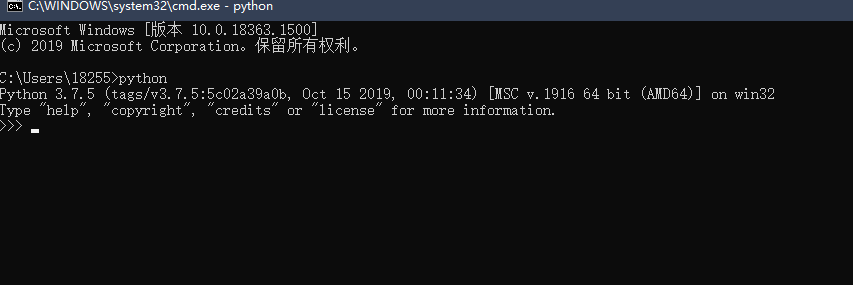 C:\WINDOWS\system32\cmd.exe - python
Microsoft Windows [版本 10.0.18363.1500]
(c) 2019 Microsoft Corporation。保留所有权利。
C:\Users\18255>python
Python 3.7.5 (tags/v3.7.5:5c02a39a0b, Oct 15 2019, 00:11:34) [MSC v.1916 64 bit (AMD64)] on win32
Type "help", "copyright", "credits" or "license" for more information.
>>>